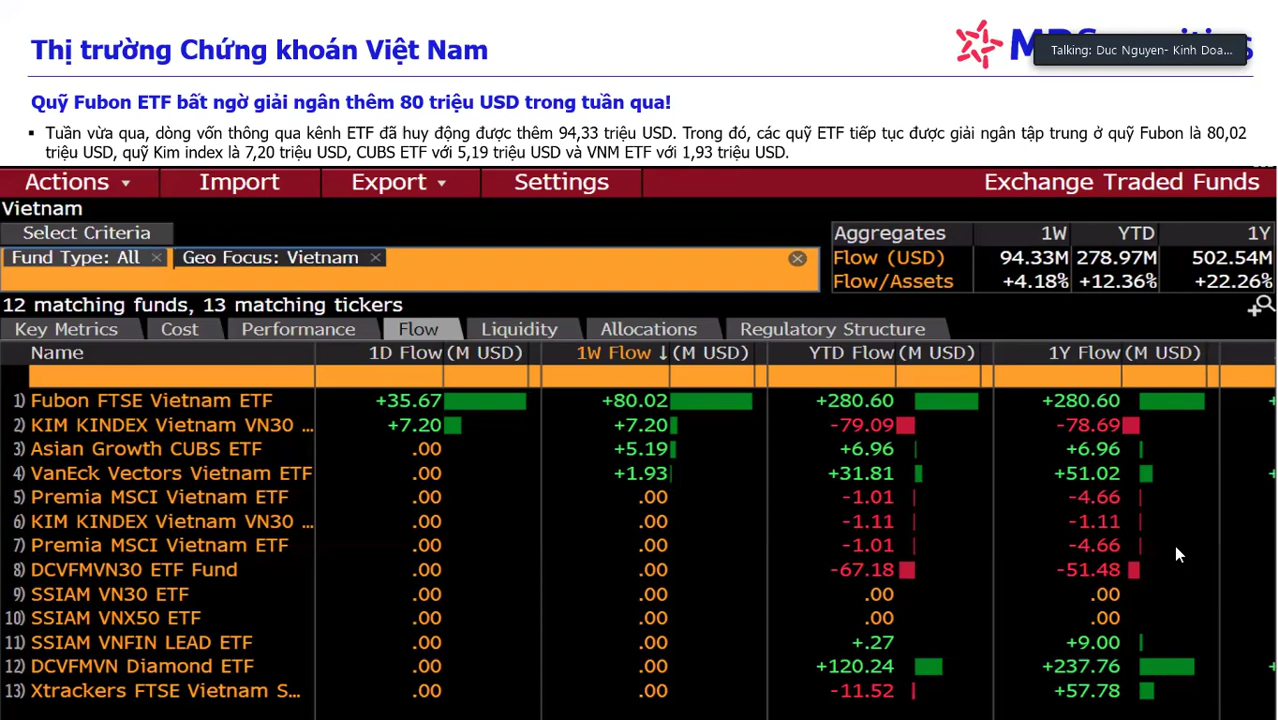 Thị trường Chứng khoán Việt Nam
Talking: Duc Nguyen- Kinh Doa...
Quỹ Fubon ETF bất ngờ giải ngân thêm 80 triệu USD trong tuần qua!
▪ Tuần vừa qua, dòng vốn thông qua kênh ETF đã huy động được thêm 94,33 triệu USD. Trong đó, các quỹ ETF tiếp tục được giải ngân tập trung ở quỹ Fubon là 80,02
triệu USD, quỹ Kim index là 7,20 triệu USD, CUBS ETF với 5,19 triệu USD và VNM ETF với 1,93 triệu USD.
Actions Import Export Settings Exchange Traded Funds
Vietnam
Select Criteria Aggregates 1W YTD 1Y
Fund Type: All Geo Focus: Vietnam Flow (USD) 94.33M 278.97M 502.54M
Flow/Assets +4.18% +12.36% +22.26%
12 matching funds, 13 matching tickers
Key Metrics Cost Performance Flow Liquidity Allocations Regulatory Structure
Name 1D Flow (M USD) 1W Flow ↓ (M USD) YTD Flow (M USD) 1Y Flow (M USD)
1) Fubon FTSE Vietnam ETF +35.67 +80.02 +280.60 +280.60
2) KIM KINDEX Vietnam VN30 ... +7.20 +7.20 -79.09 -78.69
3) Asian Growth CUBS ETF .00 +5.19 +6.96 +6.96
4) VanEck Vectors Vietnam ETF .00 +1.93 +31.81 +51.02
5) Premia MSCI Vietnam ETF .00 .00 -1.01 -4.66
6) KIM KINDEX Vietnam VN30 ... .00 .00 -1.11 -1.11
7) Premia MSCI Vietnam ETF .00 .00 -1.01 -4.66
8) DCVFMVN30 ETF Fund .00 .00 -67.18 -51.48
9) SSIAM VN30 ETF .00 .00 .00 .00
10) SSIAM VNX50 ETF .00 .00 .00 .00
11) SSIAM VNFIN LEAD ETF .00 .00 +.27 +9.00
12) DCVFMVN Diamond ETF .00 .00 +120.24 +237.76
13) Xtrackers FTSE Vietnam S... .00 .00 -11.52 +57.78